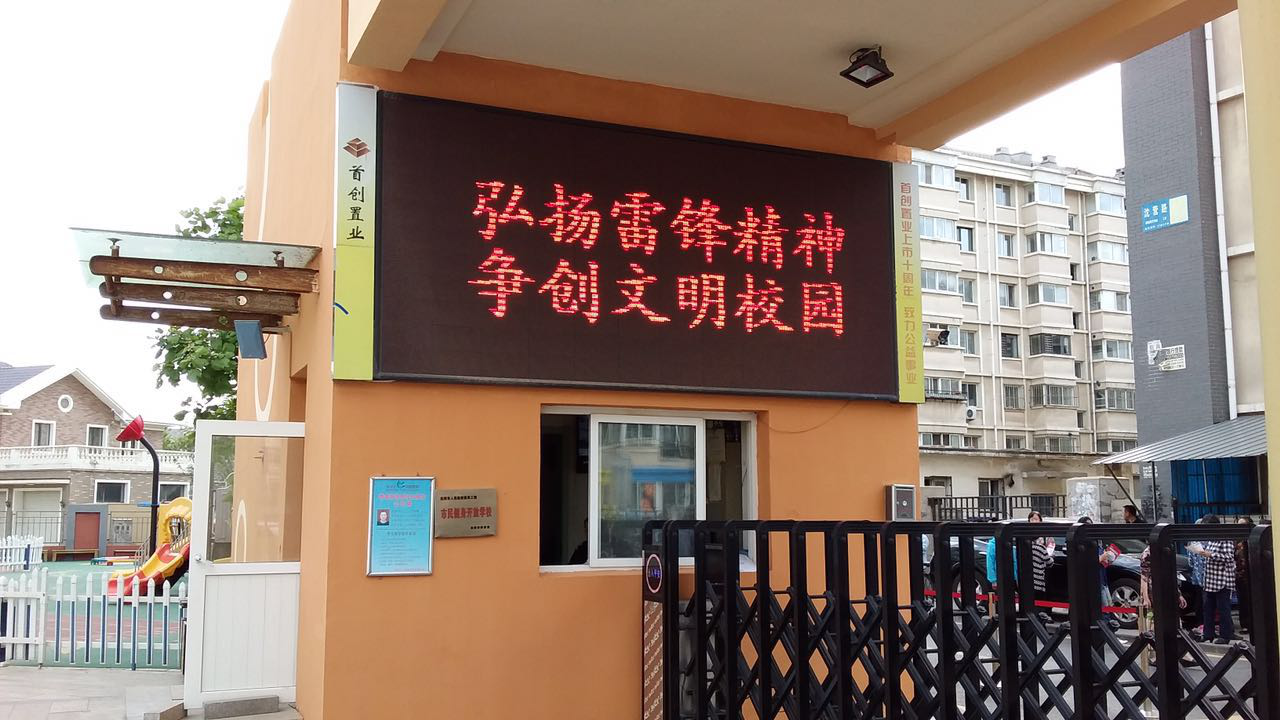 首创置业
弘扬雷锋精神
争创文明校园
首创置业上市十周年 致力公益事业
市民健身开放学校